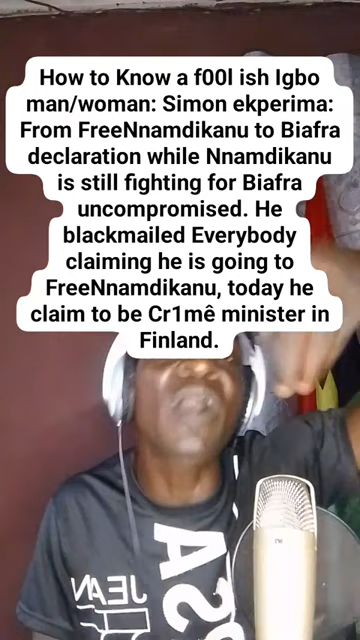 How to Know a f00l ish Igbo
man/woman: Simon ekperima:
From FreeNnamdikanu to Biafra
declaration while Nnamdikanu
is still fighting for Biafra
uncompromised. He
blackmailed Everybody
claiming he is going to
FreeNnamdikanu, today he
claim to be Cr1mê minister in
Finland.
JEAN